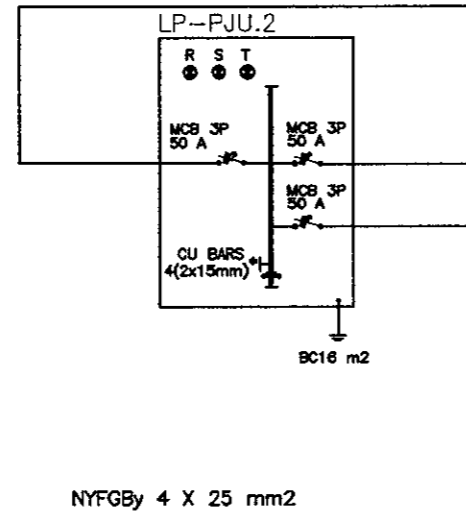 LP-PJU.2
R S T
MCB 3P
50 A
MCB 3P
50 A
MCB 3P
50 A
CU BARS
4(2x15mm)
BC16 m2
NYFGBy 4 X 25 mm2